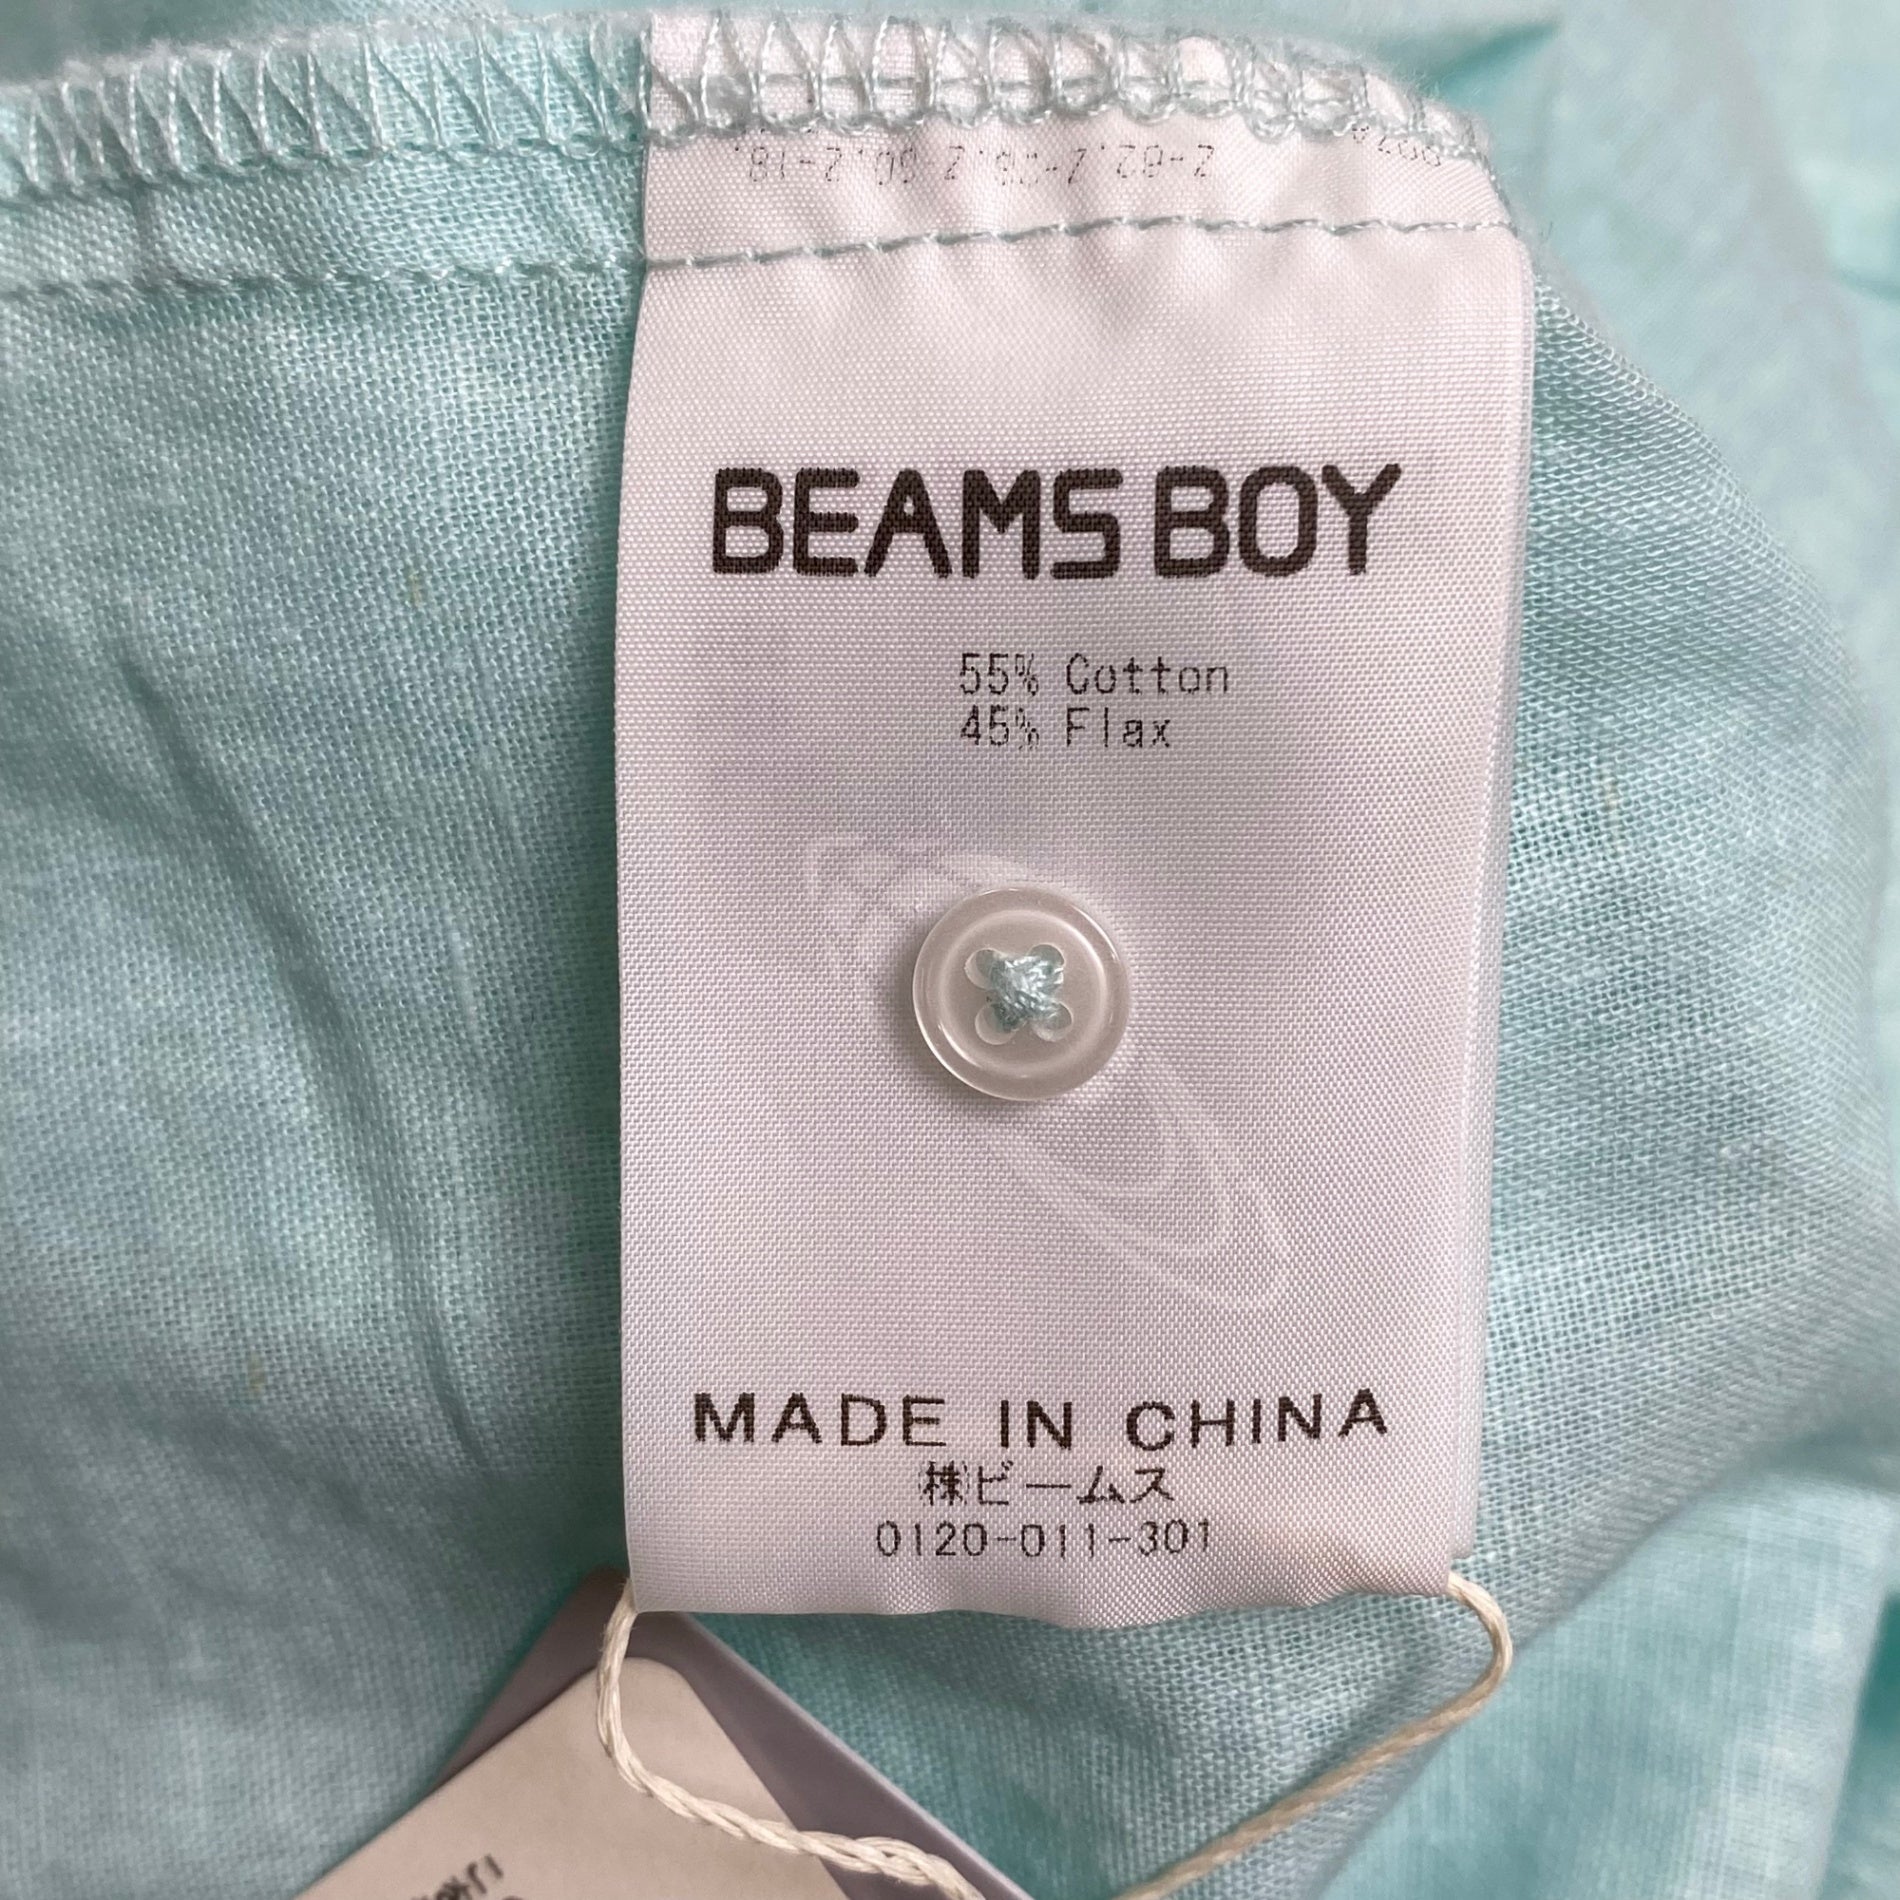 BEAMS BOY
55% Cotton
45% Flax
MADE IN CHINA
㈱ビームス
0120-011-301